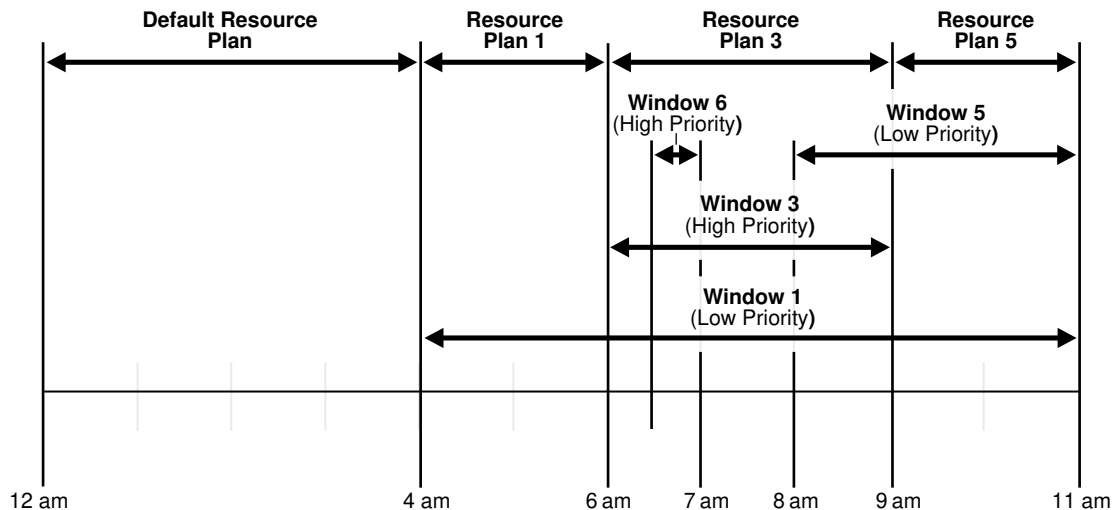 Default Resource
Plan
Resource
Plan 1
Resource
Plan 3
Resource
Plan 5
Window 6
(High Priority)
Window 5
(Low Priority)
Window 3
(High Priority)
Window 1
(Low Priority)
12 am
4 am
6 am
7 am
8 am
9 am
11 am